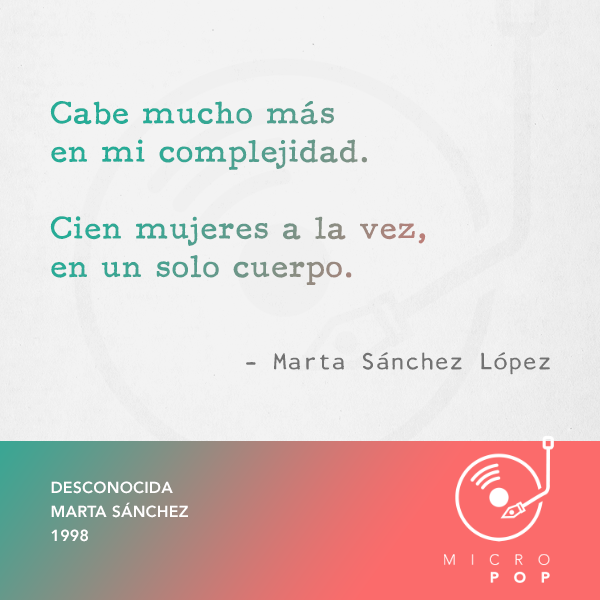 Cabe mucho más
en mi complejidad.
Cien mujeres a la vez,
en un solo cuerpo.
– Marta Sánchez López
DESCONOCIDA
MARTA SÁNCHEZ
1998
MICRO
POP